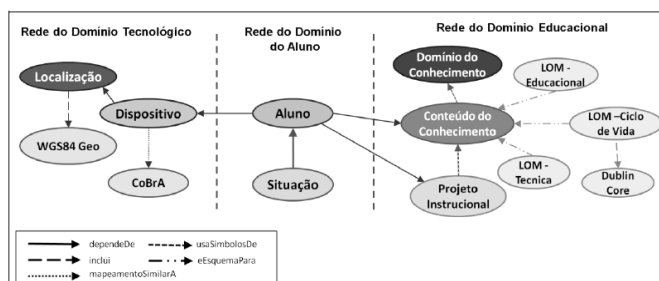 Rede do Domínio Tecnológico
Rede do Domínio
do Aluno
Rede do Domínio Educacional
Localização
Dispositivo
WGS84 Geo
CoBrA
Aluno
Situação
Domínio do
Conhecimento
LOM -
Educacional
Conteúdo do
Conhecimento
LOM –Ciclo
de Vida
LOM -
Tecnica
Projeto
Instrucional
Dublin
Core
dependeDe
usaSimbolosDe
inclui
eEsquemaPara
mapeamentoSimilarA